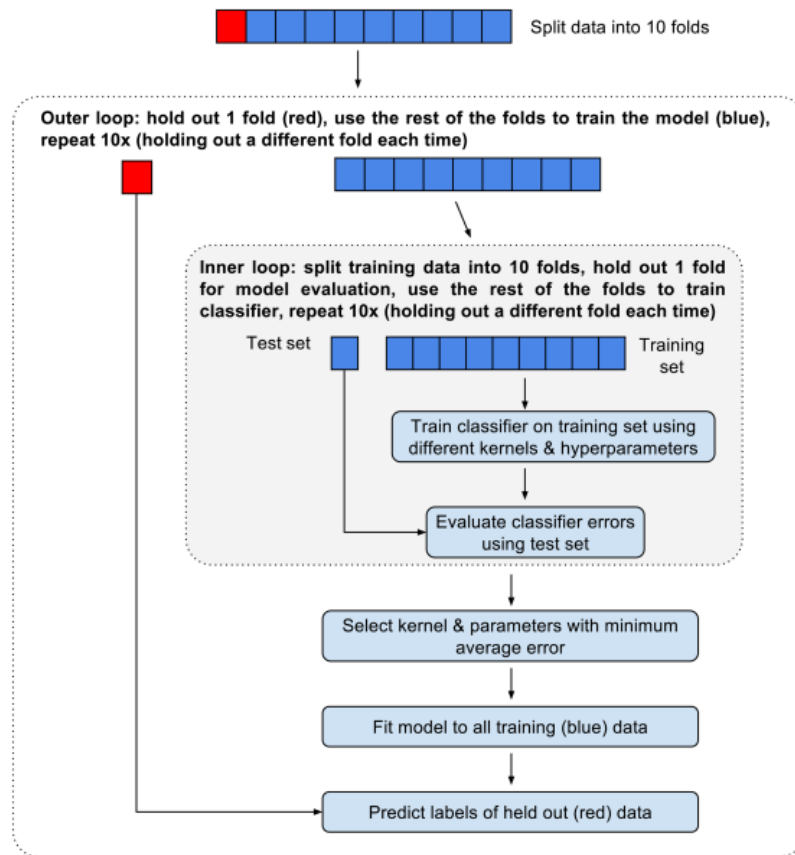 Split data into 10 folds
Outer loop: hold out 1 fold (red), use the rest of the folds to train the model (blue),
repeat 10x (holding out a different fold each time)
Inner loop: split training data into 10 folds, hold out 1 fold
for model evaluation, use the rest of the folds to train
classifier, repeat 10x (holding out a different fold each time)
Test set
Training
set
Train classifier on training set using
different kernels & hyperparameters
Evaluate classifier errors
using test set
Select kernel & parameters with minimum
average error
Fit model to all training (blue) data
Predict labels of held out (red) data